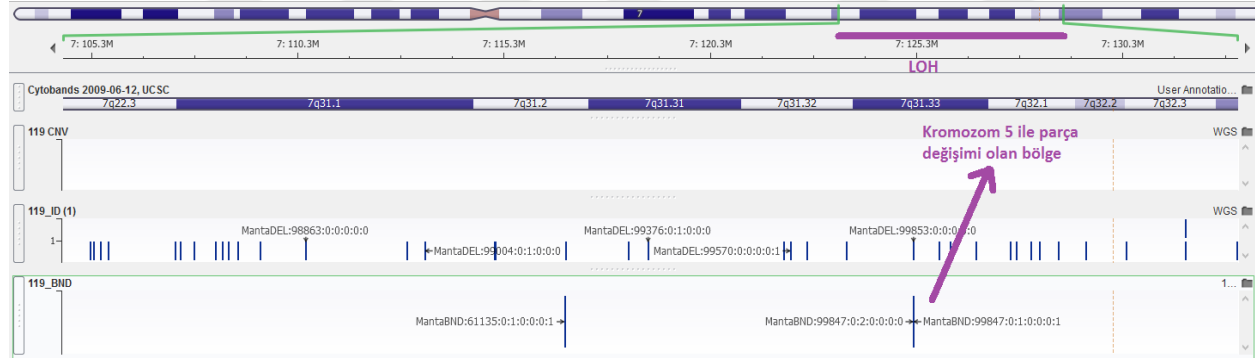 7
7: 105.3M 7: 110.3M 7: 115.3M 7: 120.3M 7: 125.3M 7: 130.3M
LOH
Cytobands 2009-06-12, UCSC User Annotatio...
7q22.3 7q31.1 7q31.2 7q31.31 7q31.32 7q31.33 7q32.1 7q32.2 7q32.3
119 CNV WGS
Kromozom 5 ile parça
değişimi olan bölge
119_ID (1) WGS
MantaDEL:98863:0:0:0:0:0 MantaDEL:99376:0:1:0:0:0 MantaDEL:99853:0:0:0:0:0
1
MantaDEL:99004:0:1:0:0:0 MantaDEL:99570:0:0:0:0:1
119_BND 1...
MantaBND:61135:0:1:0:0:0:1 MantaBND:99847:0:2:0:0:0:0 MantaBND:99847:0:1:0:0:0:1